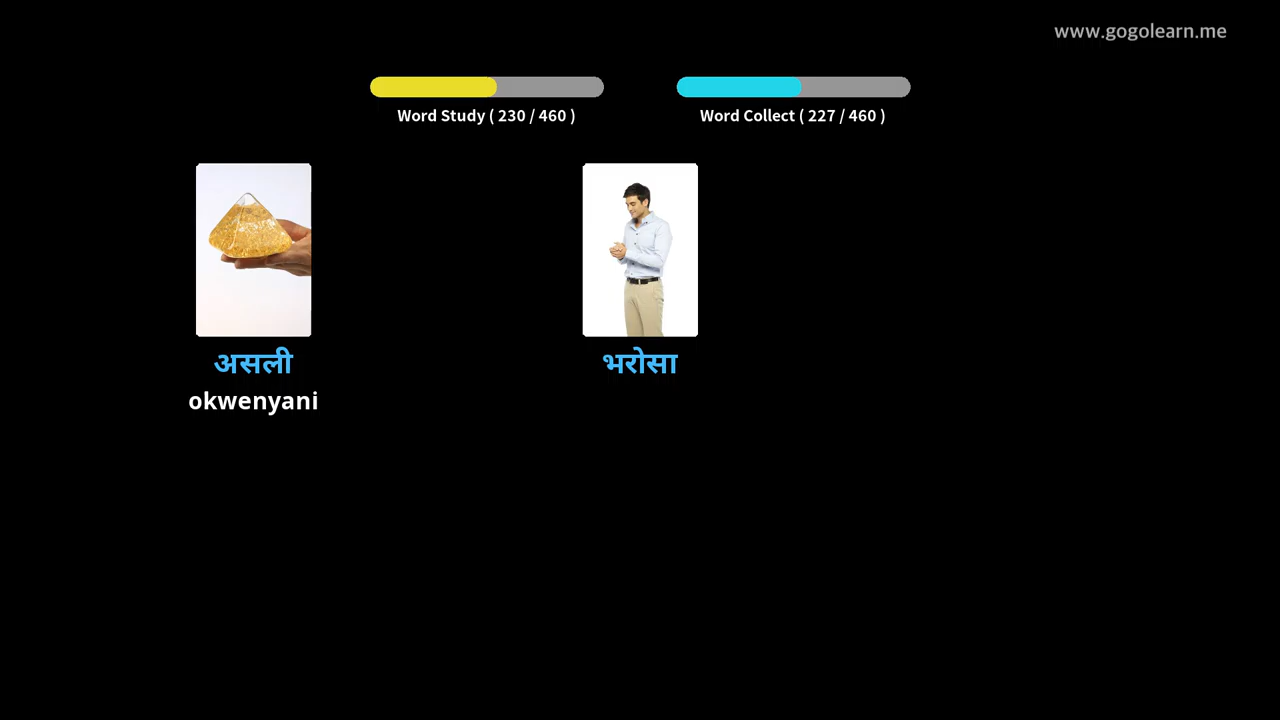 www.gogolearn.me
Word Study ( 230 / 460 )
Word Collect ( 227 / 460 )
असली
भरोसा
okwenyani